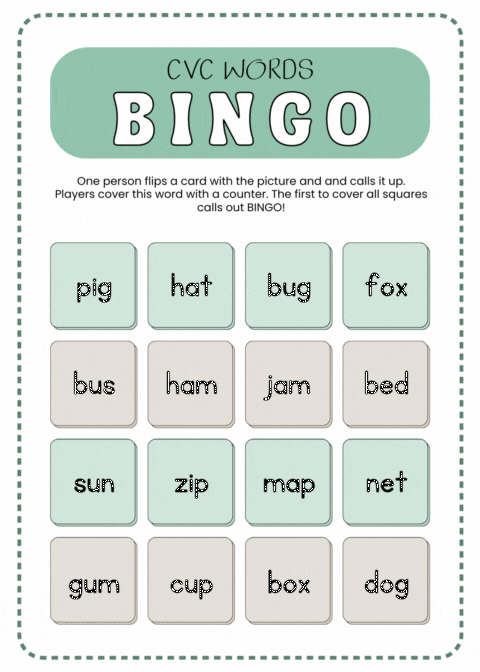 CVC WORDS
BINGO
One person flips a card with the picture and and calls it up.
Players cover this word with a counter. The first to cover all squares
calls out BINGO!
pig hat bug fox
bus ham jam bed
sun zip map net
gum cup box dog